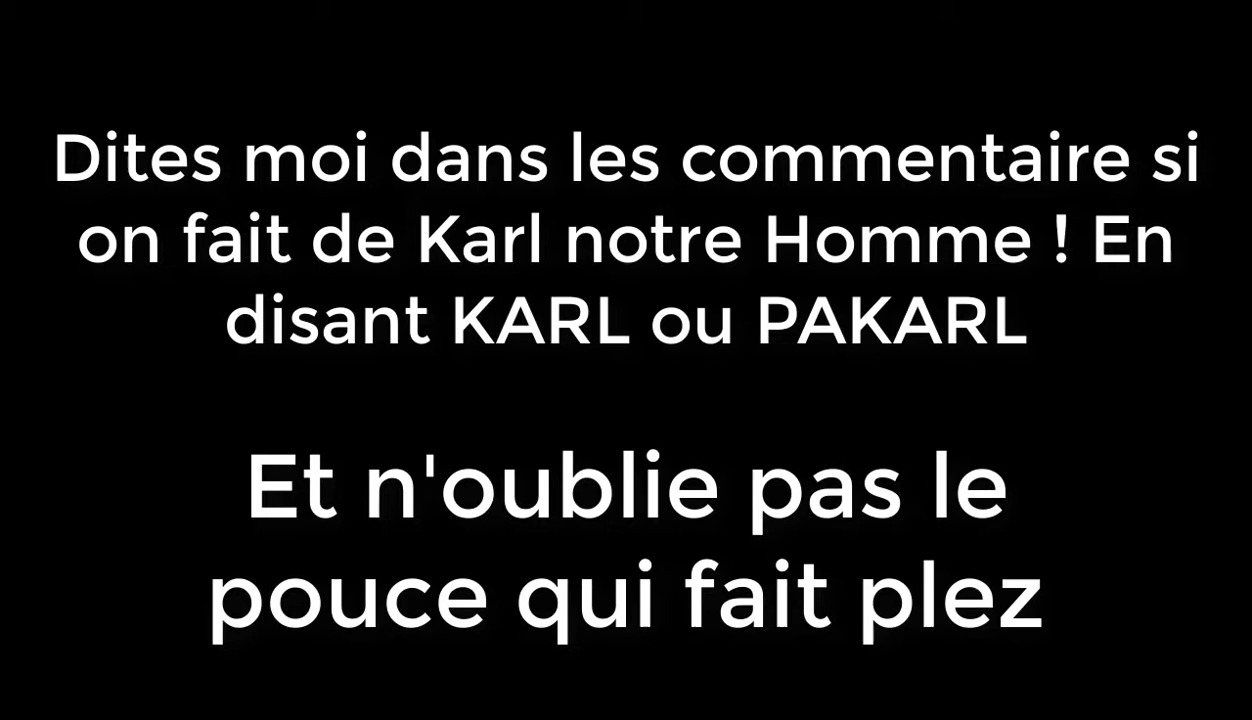 Dites moi dans les commentaire si
on fait de Karl notre Homme ! En
disant KARL ou PAKARL
Et n'oublie pas le
pouce qui fait plez